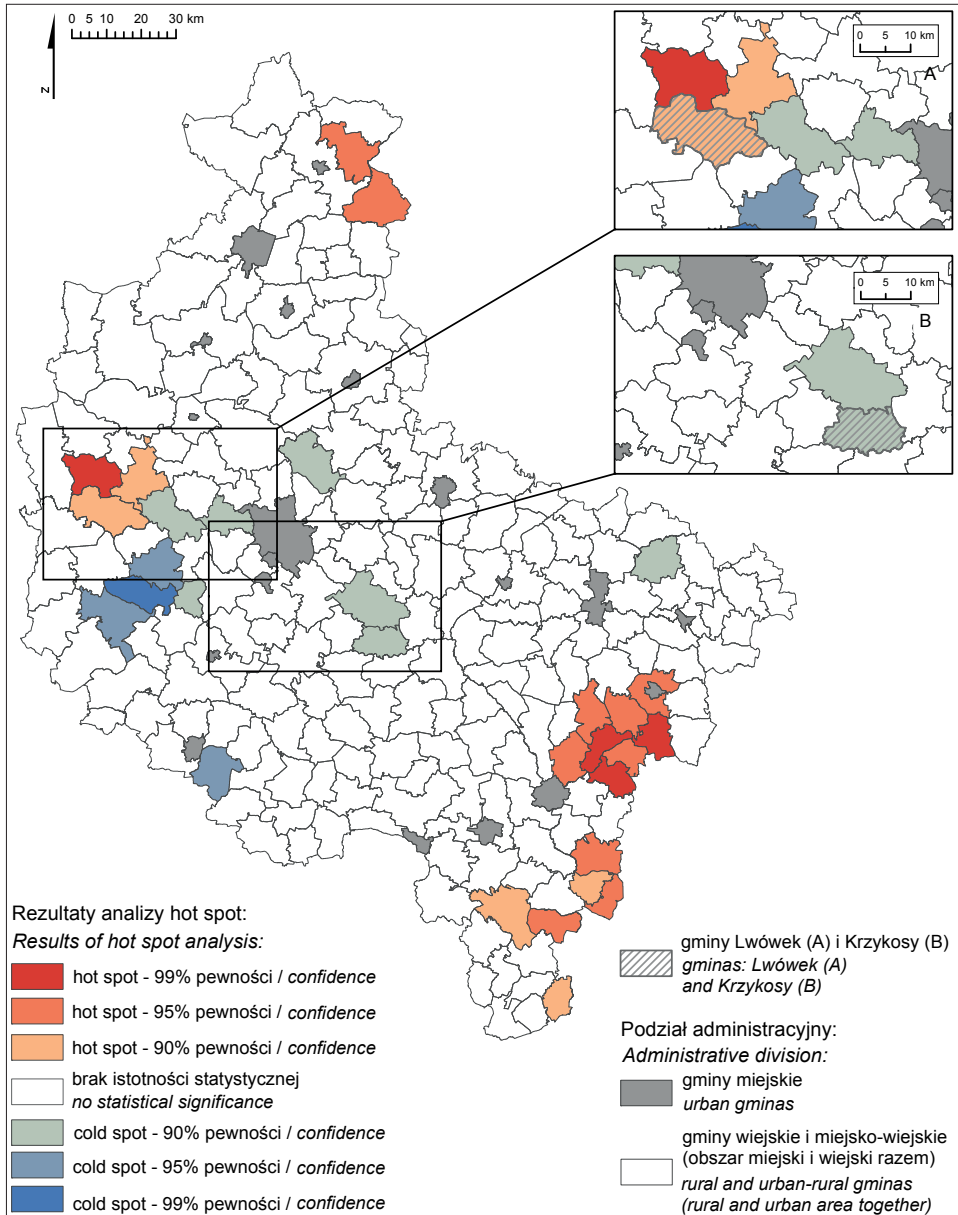 0 5 10 20 30 km
N
0 5 10 km
A
0 5 10 km
B
Rezultaty analizy hot spot:
Results of hot spot analysis:
hot spot - 99% pewności / confidence
hot spot - 95% pewności / confidence
hot spot - 90% pewności / confidence
brak istotności statystycznej
no statistical significance
cold spot - 90% pewności / confidence
cold spot - 95% pewności / confidence
cold spot - 99% pewności / confidence
gminy Lwówek (A) i Krzykosy (B)
gminas: Lwówek (A)
and Krzykosy (B)
Podział administracyjny:
Administrative division:
gminy miejskie
urban gminas
gminy wiejskie i miejsko-wiejskie
(obszar miejski i wiejski razem)
rural and urban-rural gminas
(rural and urban area together)